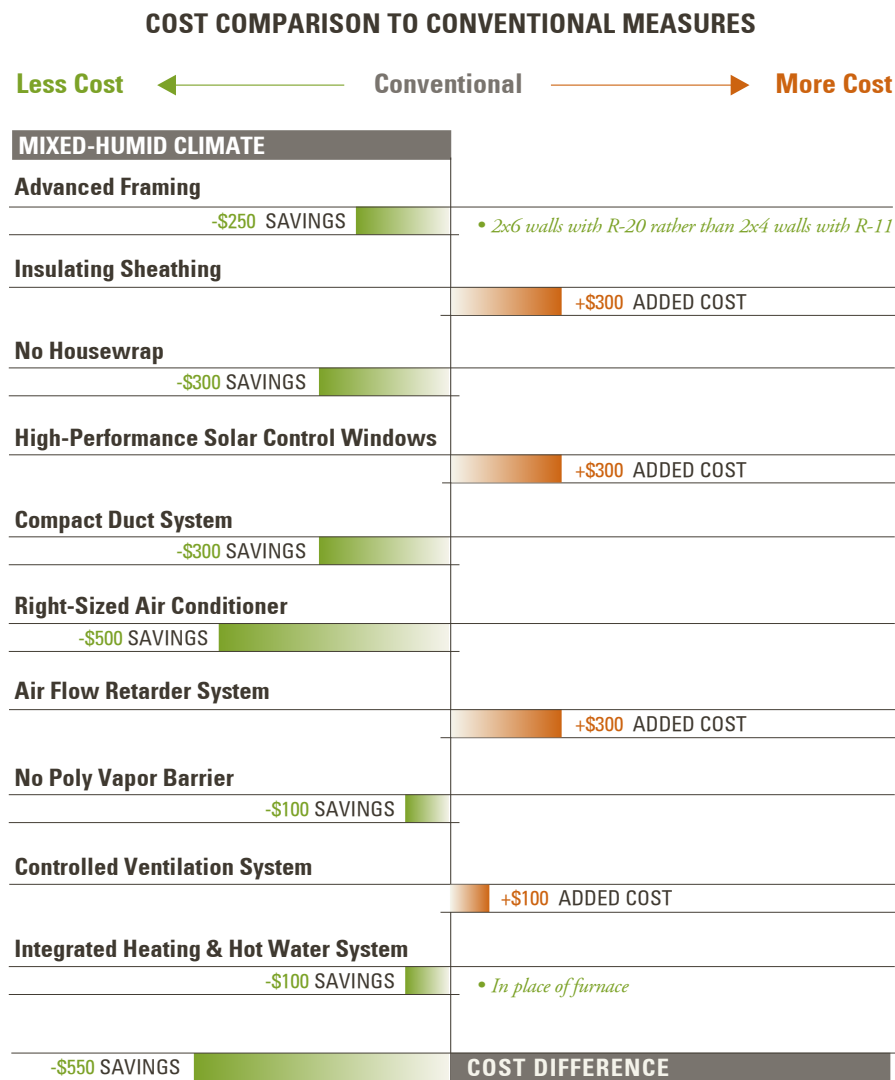 COST COMPARISON TO CONVENTIONAL MEASURES
Less Cost Conventional More Cost
MIXED-HUMID CLIMATE
Advanced Framing
-$250 SAVINGS • 2x6 walls with R-20 rather than 2x4 walls with R-11
Insulating Sheathing
+$300 ADDED COST
No Housewrap
-$300 SAVINGS
High-Performance Solar Control Windows
+$300 ADDED COST
Compact Duct System
-$300 SAVINGS
Right-Sized Air Conditioner
-$500 SAVINGS
Air Flow Retarder System
+$300 ADDED COST
No Poly Vapor Barrier
-$100 SAVINGS
Controlled Ventilation System
+$100 ADDED COST
Integrated Heating & Hot Water System
-$100 SAVINGS • In place of furnace
-$550 SAVINGS COST DIFFERENCE